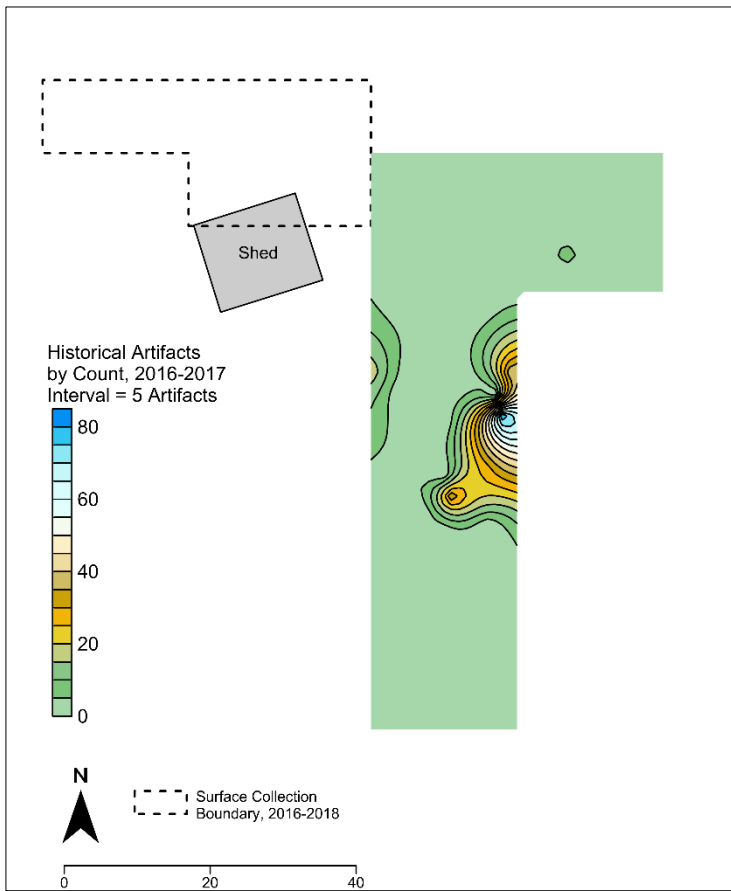 Shed
Historical Artifacts
by Count, 2016-2017
Interval = 5 Artifacts
80
60
40
20
0
N
Surface Collection
Boundary, 2016-2018
0 20 40